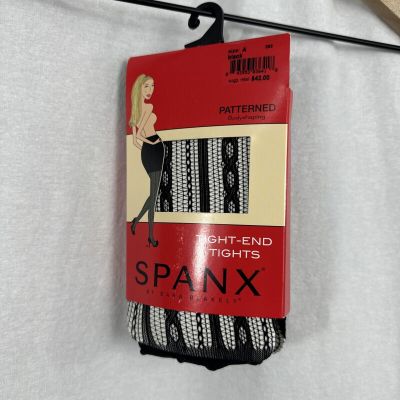 size: A
black
PATTERNED
Bodyshaping
TIGHT-END
TIGHTS
SPANX®
BY SARA BLAKELY®